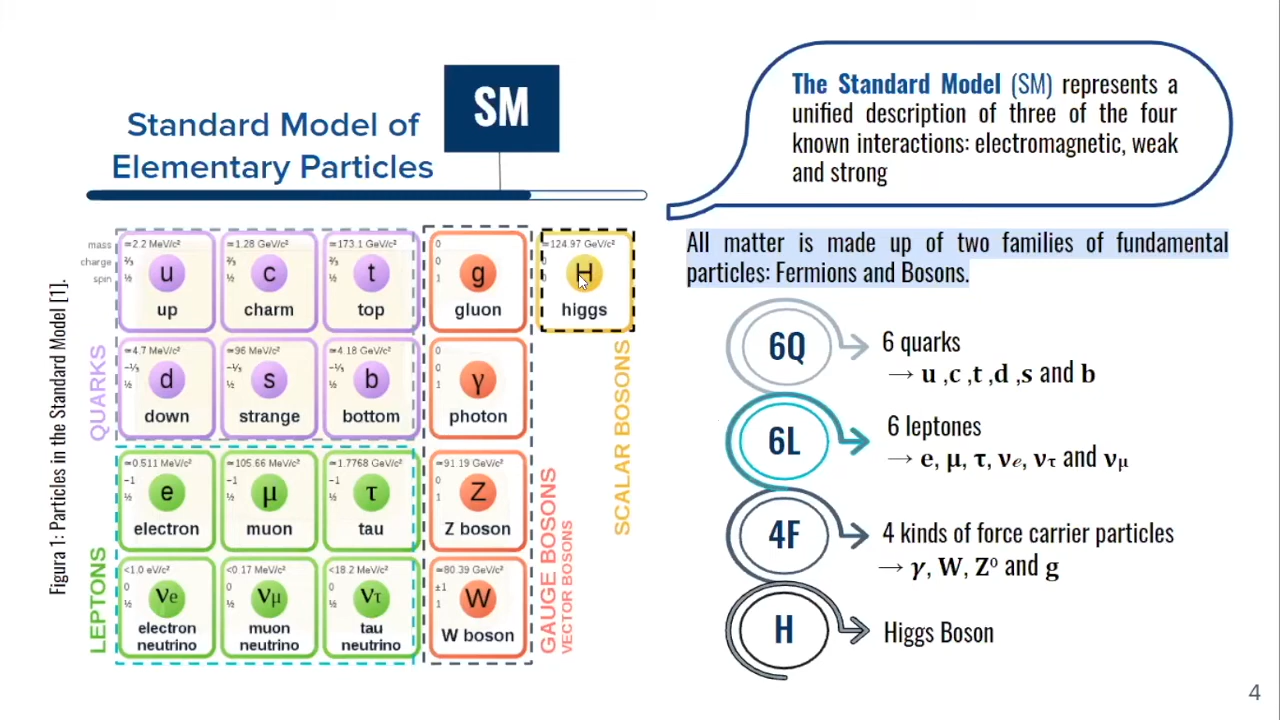 SM
Standard Model of
Elementary Particles
The Standard Model (SM) represents a
unified description of three of the four
known interactions: electromagnetic, weak
and strong
All matter is made up of two families of fundamental
particles: Fermions and Bosons.
Figura 1: Particles in the Standard Model [1].
mass
charge
spin
QUARKS
LEPTONS
≃2.2 MeV/c²
⅔
½
u
up
≃1.28 GeV/c²
⅔
½
c
charm
≃173.1 GeV/c²
⅔
½
t
top
0
0
1
g
gluon
≃124.97 GeV/c²
0
0
H
higgs
≃4.7 MeV/c²
−⅓
½
d
down
≃96 MeV/c²
−⅓
½
s
strange
≃4.18 GeV/c²
−⅓
½
b
bottom
0
0
1
γ
photon
≃0.511 MeV/c²
−1
½
e
electron
≃105.66 MeV/c²
−1
½
μ
muon
≃1.7768 GeV/c²
−1
½
τ
tau
≃91.19 GeV/c²
0
1
Z
Z boson
<1.0 eV/c²
0
½
νe
electron
neutrino
<0.17 MeV/c²
0
½
νμ
muon
neutrino
<18.2 MeV/c²
0
½
ντ
tau
neutrino
≃80.39 GeV/c²
±1
1
W
W boson
GAUGE BOSONS
VECTOR BOSONS
SCALAR BOSONS
6Q
6 quarks
→ u ,c ,t ,d ,s and b
6L
6 leptones
→ e, μ, τ, νe, ντ and νμ
4F
4 kinds of force carrier particles
→ γ, W, Z⁰ and g
H
Higgs Boson
4